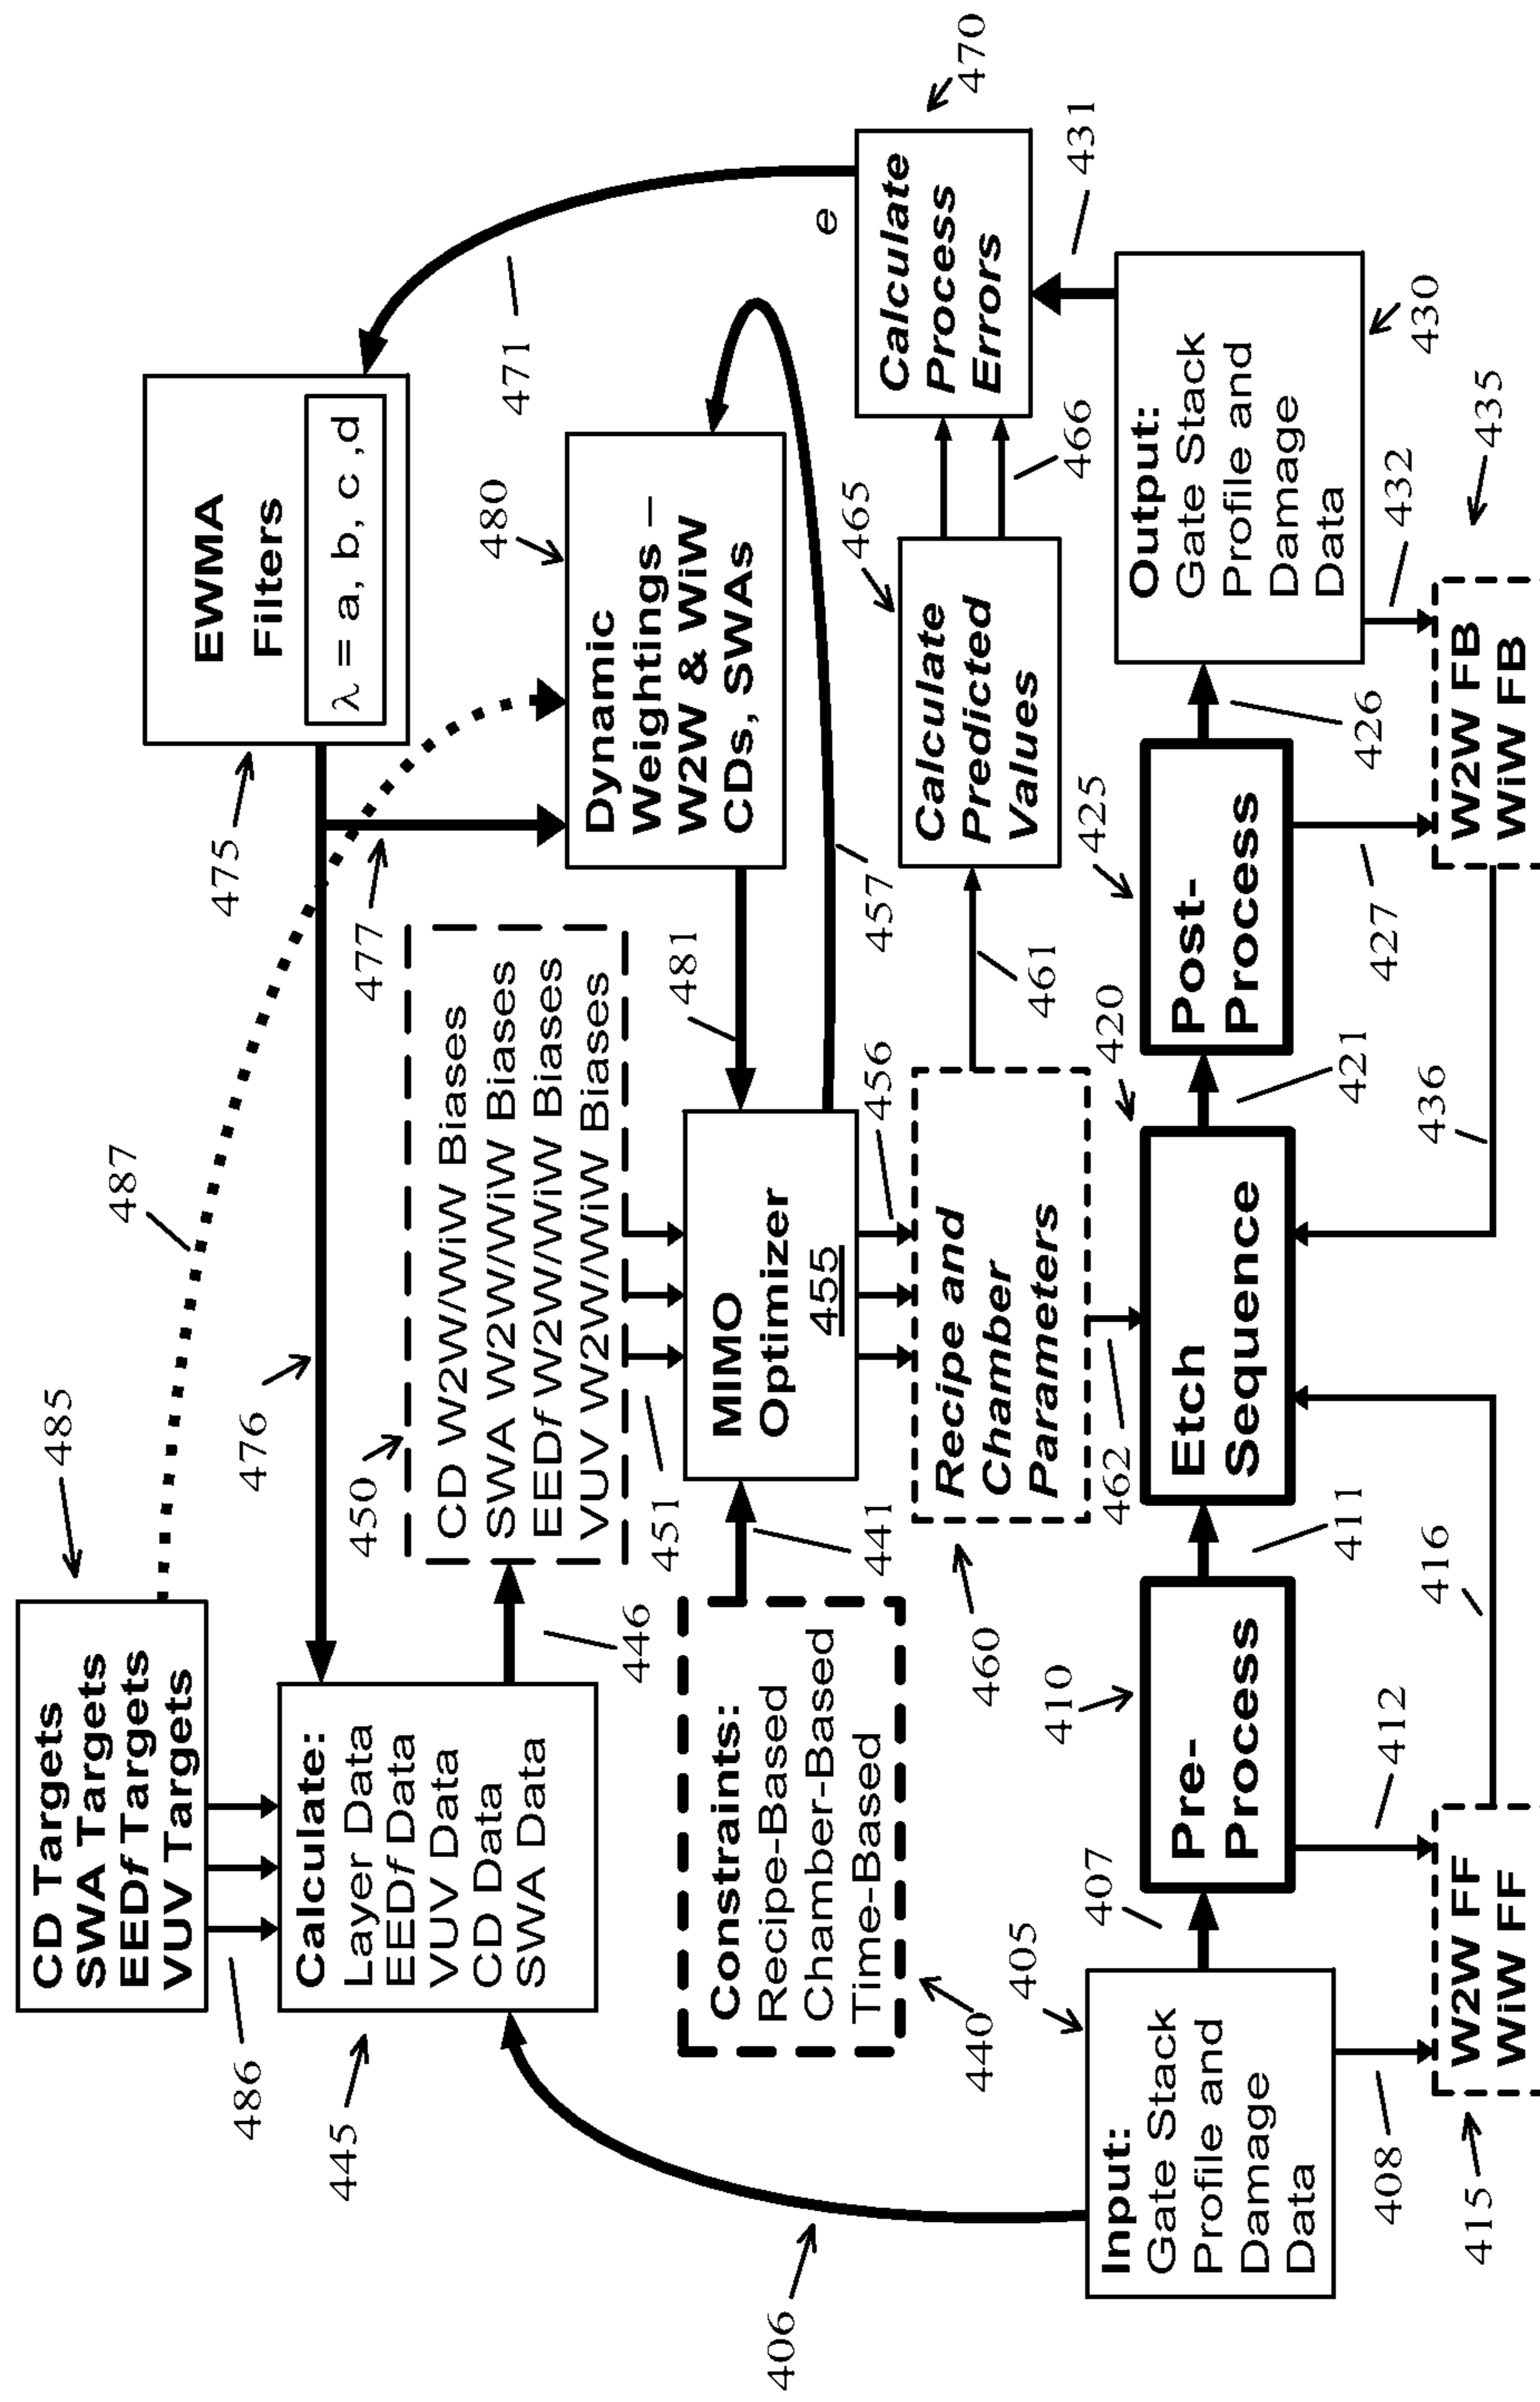 CD Targets
SWA Targets
EEDf Targets
VUV Targets
485
486
487
EWMA
Filters
λ = a, b, c ,d
475
476
477
471
Calculate:
Layer Data
EEDf Data
VUV Data
CD Data
SWA Data
445
446
450
CD W2W/WiW Biases
SWA W2W/WiW Biases
EEDf W2W/WiW Biases
VUV W2W/WiW Biases
451
480
Dynamic
Weightings –
W2W & WiW
CDs, SWAs
481
Constraints:
Recipe-Based
Chamber-Based
Time-Based
440
441
MIMO
Optimizer
455
456
457
Recipe and
Chamber
Parameters
460
461
462
Calculate
Predicted
Values
465
466
e
Calculate
Process
Errors
470
431
406
Input:
Gate Stack
Profile and
Damage
Data
405
407
408
Pre-
Process
410
411
412
Etch
Sequence
420
421
Post-
Process
425
426
427
Output:
Gate Stack
Profile and
Damage
Data
430
432
W2W FF
WiW FF
415
416
W2W FB
WiW FB
435
436